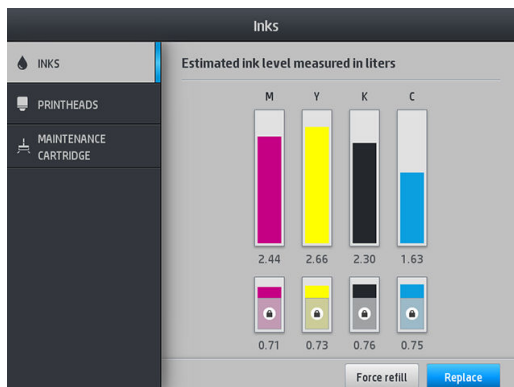 Inks
INKS
PRINTHEADS
MAINTENANCE
CARTRIDGE
Estimated ink level measured in liters
M Y K C
2.44 2.66 2.30 1.63
0.71 0.73 0.76 0.75
Force refill Replace